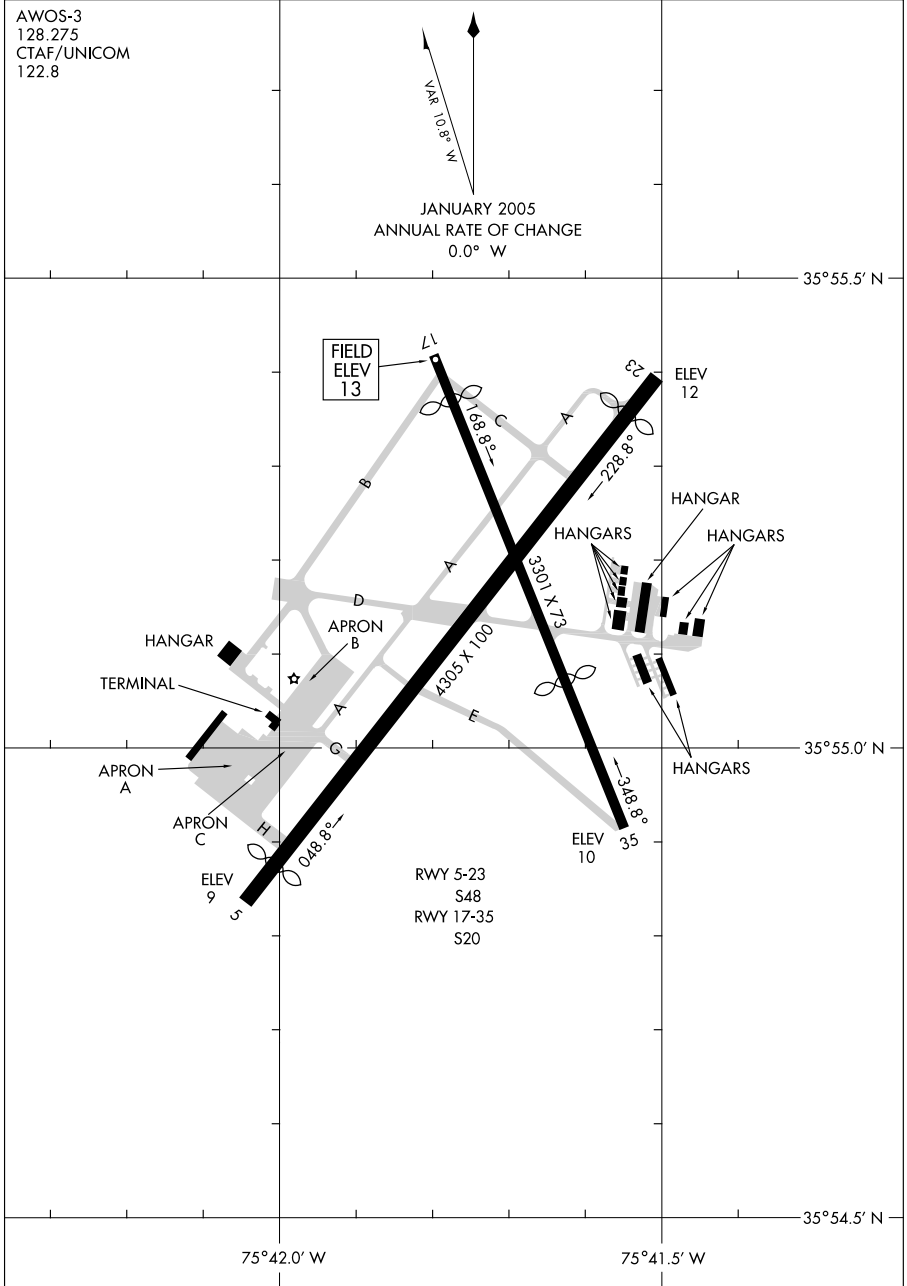 AWOS-3
128.275
CTAF/UNICOM
122.8
VAR 10.8° W
JANUARY 2005
ANNUAL RATE OF CHANGE
0.0° W
35°55.5' N
FIELD
ELEV
13
17
23
ELEV
12
168.8°
C
A
228.8°
B
HANGAR
HANGARS
HANGARS
A
3301 X 73
D
APRON
B
HANGAR
4305 X 100
TERMINAL
A
E
G
35°55.0' N
APRON
A
HANGARS
APRON
C
H
048.8°
348.8°
ELEV
10
35
ELEV
9
5
RWY 5-23
S48
RWY 17-35
S20
35°54.5' N
75°42.0' W
75°41.5' W